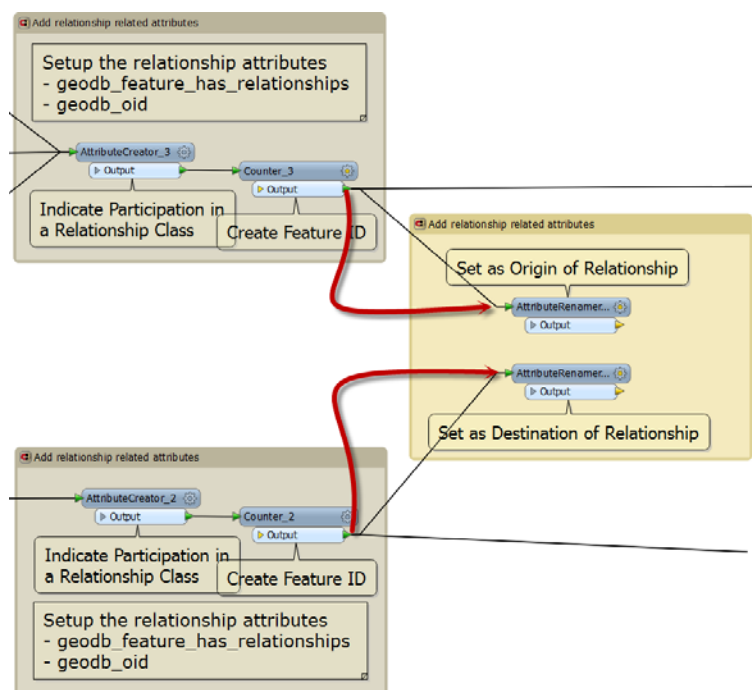 Add relationship related attributes
Setup the relationship attributes
- geodb_feature_has_relationships
- geodb_oid
AttributeCreator_3
Output
Counter_3
Output
Indicate Participation in
a Relationship Class
Create Feature ID
Add relationship related attributes
Set as Origin of Relationship
AttributeRenamer...
Output
AttributeRenamer...
Output
Set as Destination of Relationship
Add relationship related attributes
AttributeCreator_2
Output
Counter_2
Output
Indicate Participation in
a Relationship Class
Create Feature ID
Setup the relationship attributes
- geodb_feature_has_relationships
- geodb_oid